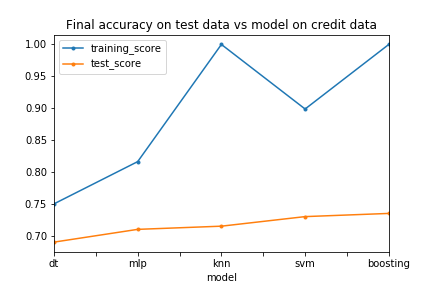 Final accuracy on test data vs model on credit data
training_score
test_score
1.00
0.95
0.90
0.85
0.80
0.75
0.70
dt mlp knn svm boosting
model